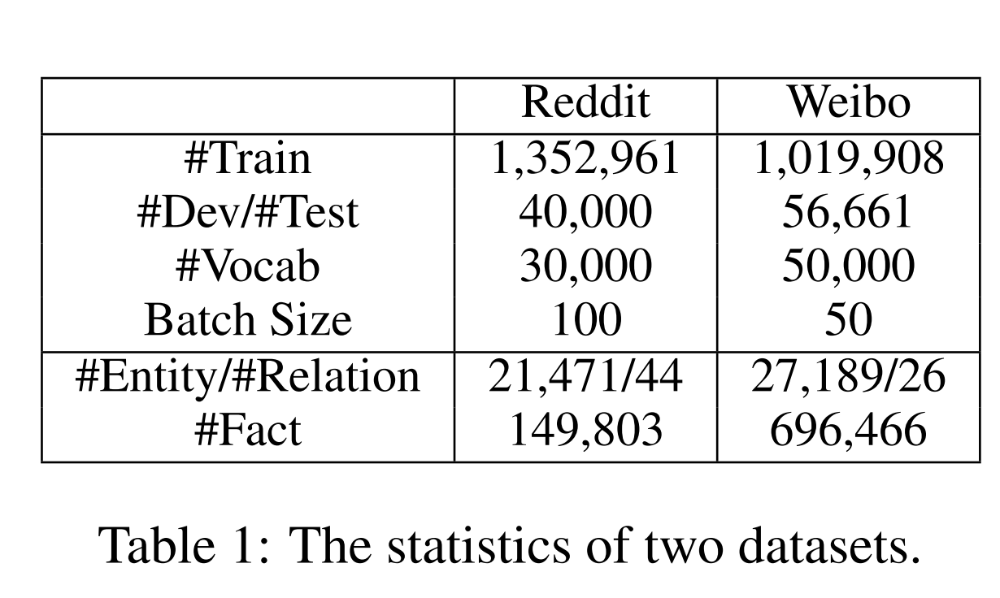 Reddit Weibo
#Train 1,352,961 1,019,908
#Dev/#Test 40,000 56,661
#Vocab 30,000 50,000
Batch Size 100 50
#Entity/#Relation 21,471/44 27,189/26
#Fact 149,803 696,466
Table 1: The statistics of two datasets.